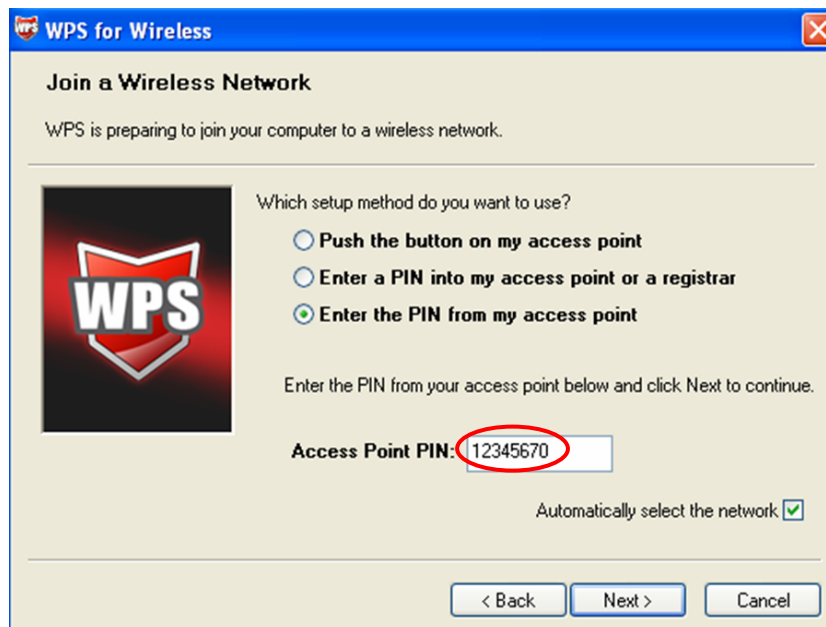 WPS for Wireless
Join a Wireless Network
WPS is preparing to join your computer to a wireless network.
WPS
Which setup method do you want to use?
Push the button on my access point
Enter a PIN into my access point or a registrar
Enter the PIN from my access point
Enter the PIN from your access point below and click Next to continue.
Access Point PIN: 12345670
Automatically select the network
< Back Next > Cancel